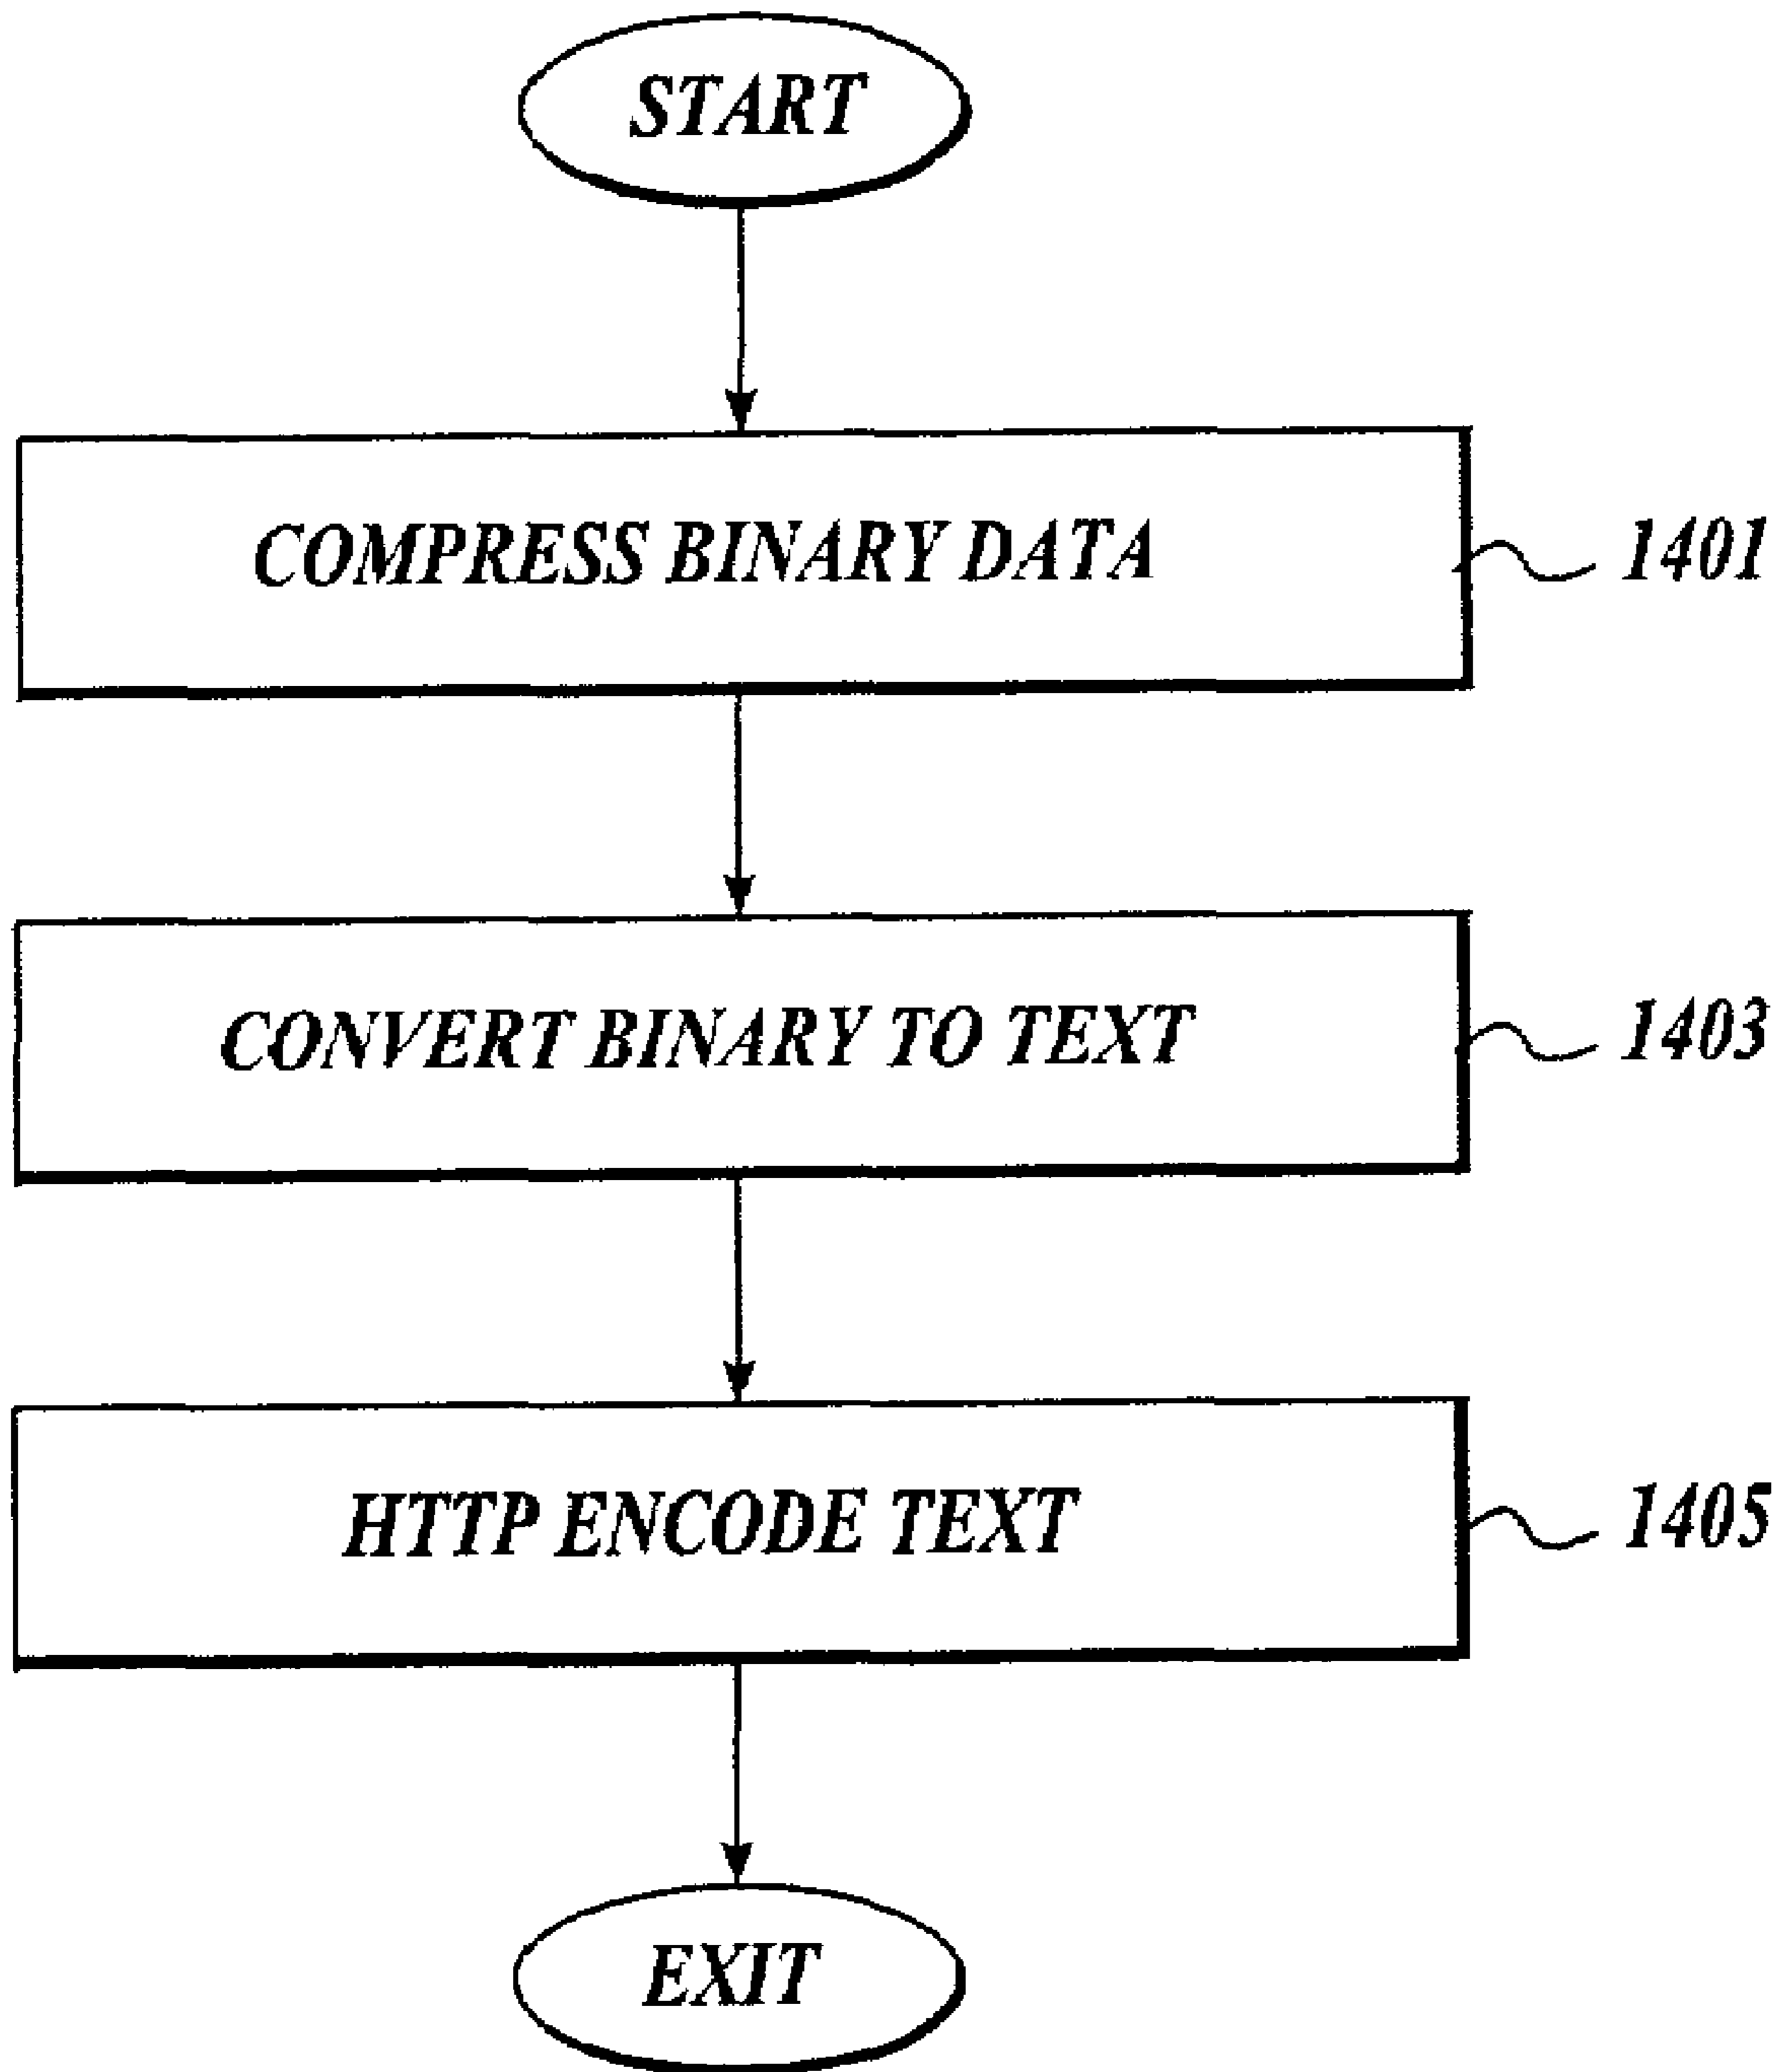 START
COMPRESS BINARY DATA
1401
CONVERT BINARY TO TEXT
1403
HTTP ENCODE TEXT
1405
EXIT